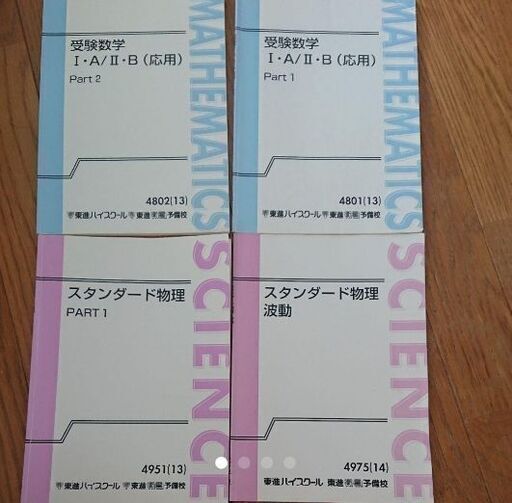 受験数学
Ⅰ・A/Ⅱ・B(応用)
Part 2
4802(13)
東進ハイスクール 東進衛星予備校
MATHEMATICS
受験数学
Ⅰ・A/Ⅱ・B(応用)
Part 1
4801(13)
東進ハイスクール 東進衛星予備校
MATHEMATICS
スタンダード物理
PART 1
4951(13)
東進ハイスクール 東進衛星予備校
SCIENCE
スタンダード物理
波動
4975(14)
東進ハイスクール 東進衛星予備校
SCIENCE